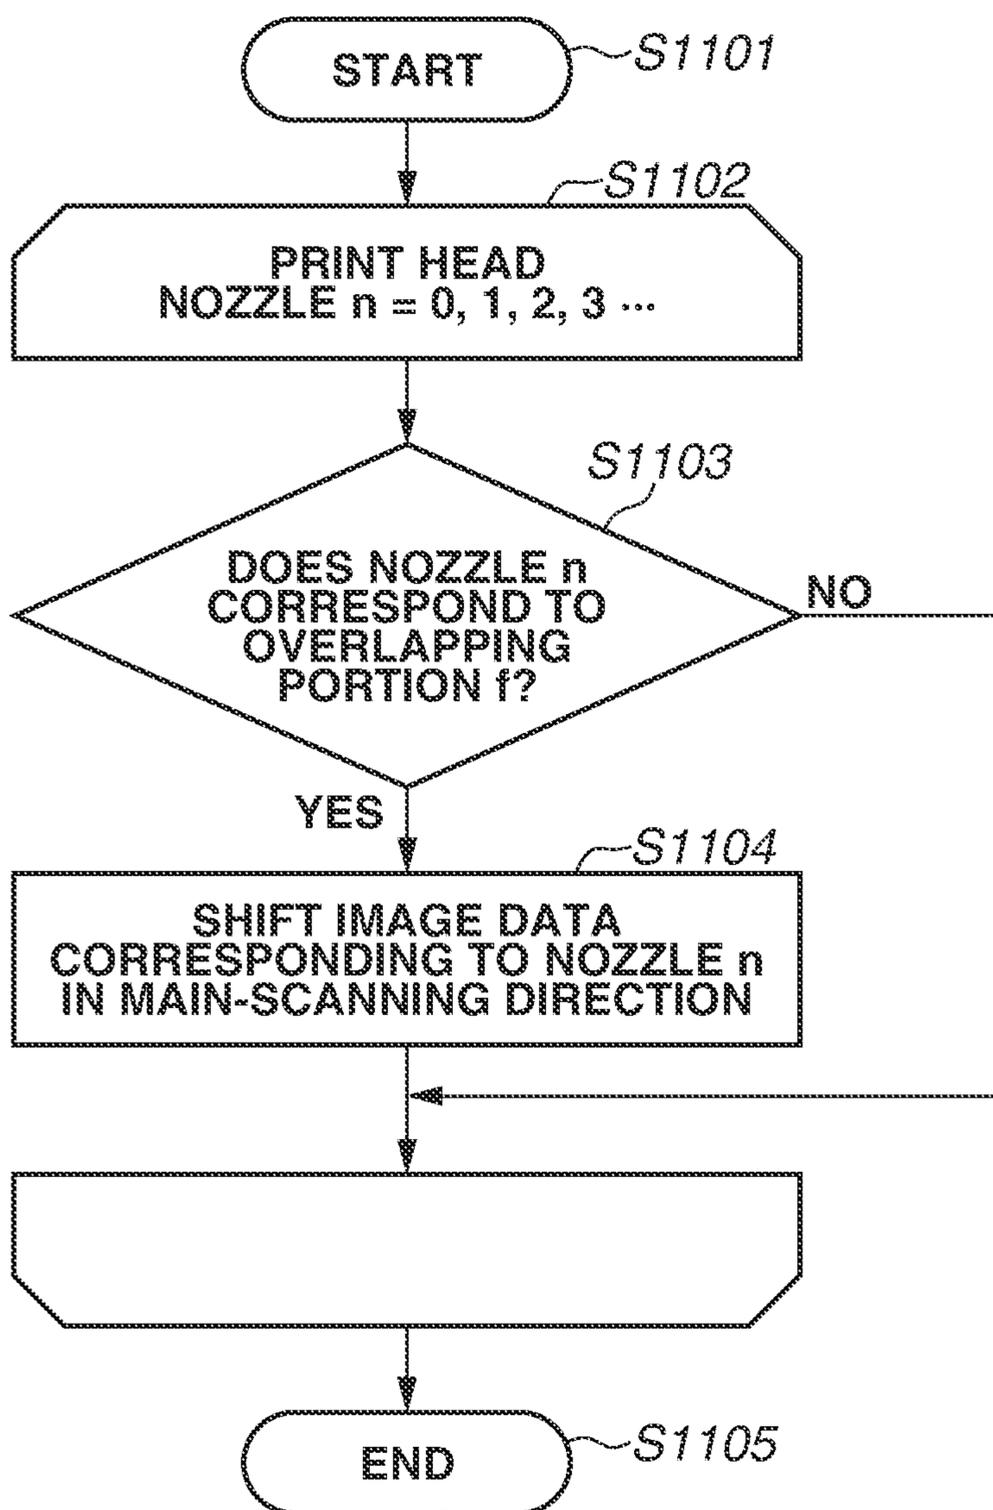 START
S1101
S1102
PRINT HEAD
NOZZLE n = 0, 1, 2, 3 ···
S1103
DOES NOZZLE n
CORRESPOND TO
OVERLAPPING
PORTION f?
NO
YES
S1104
SHIFT IMAGE DATA
CORRESPONDING TO NOZZLE n
IN MAIN-SCANNING DIRECTION
END
S1105